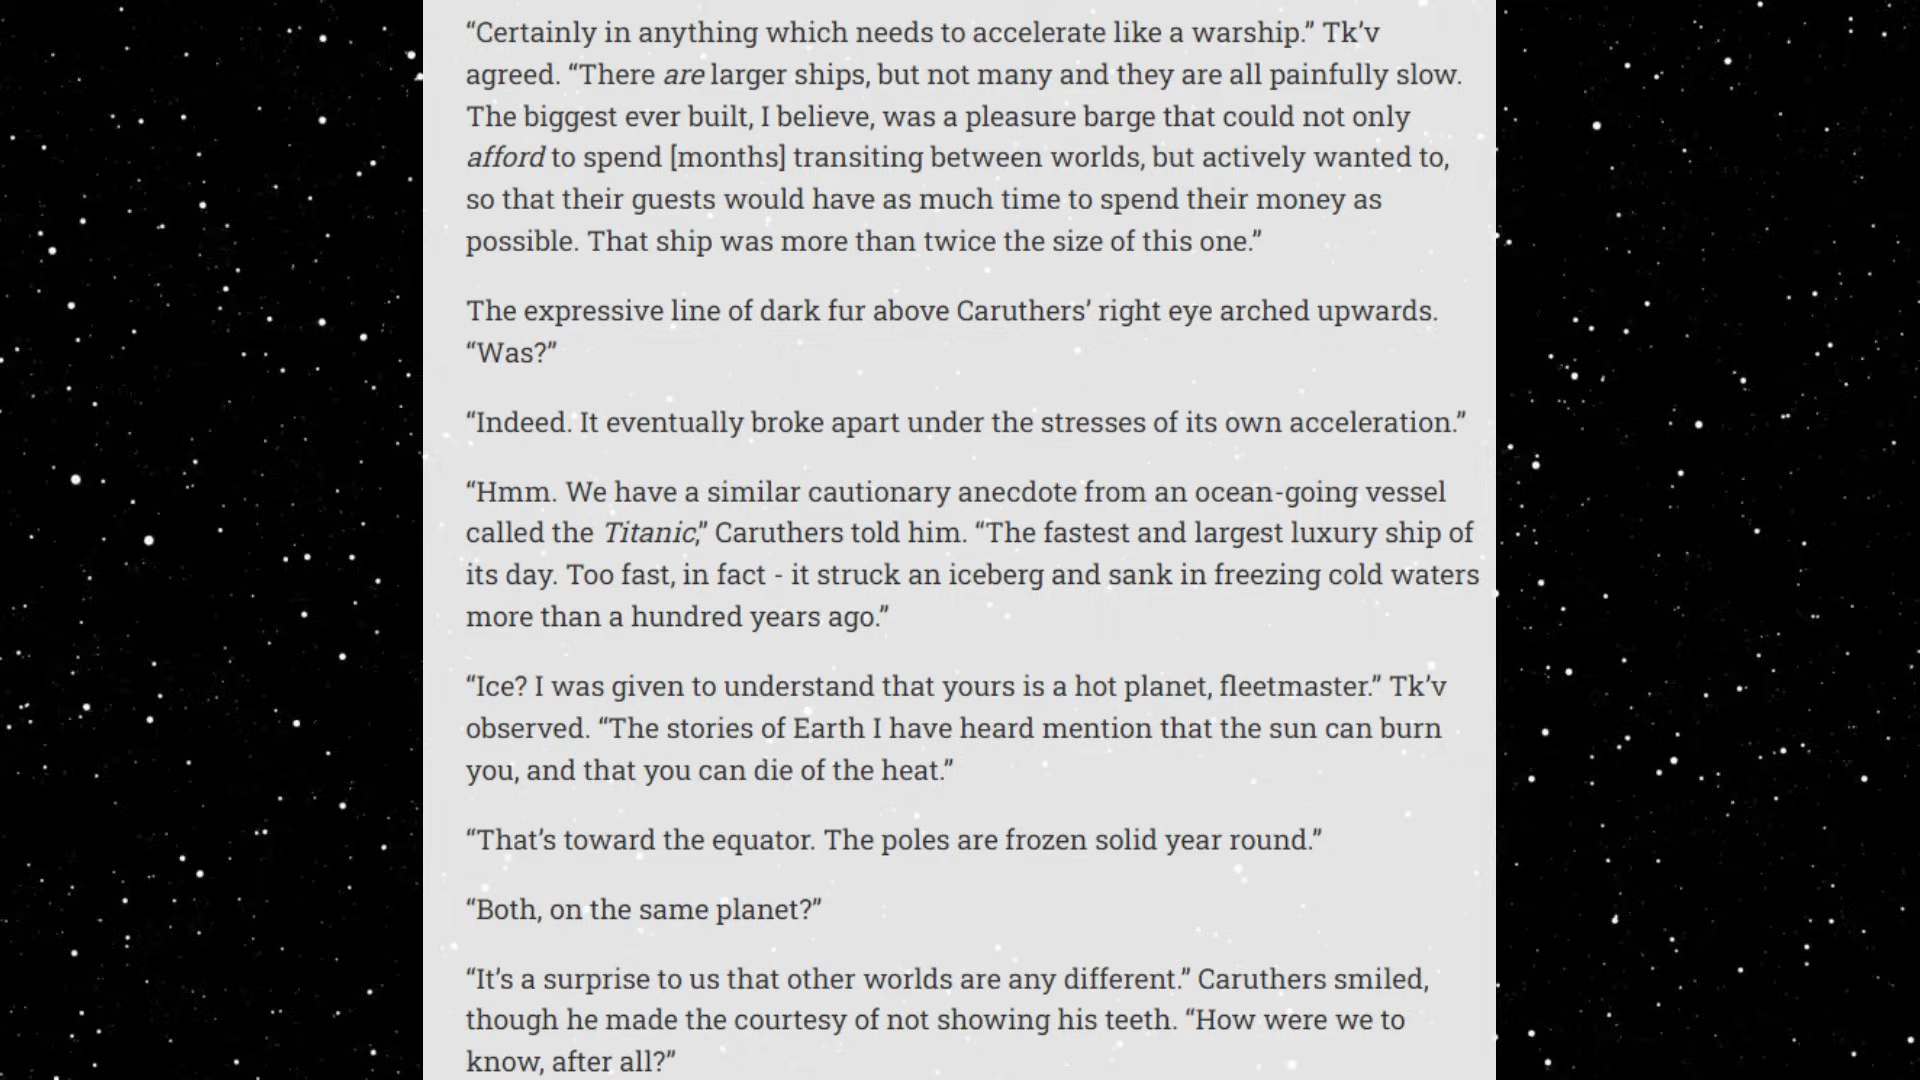 “Certainly in anything which needs to accelerate like a warship.” Tk’v
agreed. “There are larger ships, but not many and they are all painfully slow.
The biggest ever built, I believe, was a pleasure barge that could not only
afford to spend [months] transiting between worlds, but actively wanted to,
so that their guests would have as much time to spend their money as
possible. That ship was more than twice the size of this one.”
The expressive line of dark fur above Caruthers’ right eye arched upwards.
“Was?”
“Indeed. It eventually broke apart under the stresses of its own acceleration.”
“Hmm. We have a similar cautionary anecdote from an ocean-going vessel
called the Titanic,” Caruthers told him. “The fastest and largest luxury ship of
its day. Too fast, in fact - it struck an iceberg and sank in freezing cold waters
more than a hundred years ago.”
“Ice? I was given to understand that yours is a hot planet, fleetmaster.” Tk’v
observed. “The stories of Earth I have heard mention that the sun can burn
you, and that you can die of the heat.”
“That’s toward the equator. The poles are frozen solid year round.”
“Both, on the same planet?”
“It’s a surprise to us that other worlds are any different.” Caruthers smiled,
though he made the courtesy of not showing his teeth. “How were we to
know, after all?”